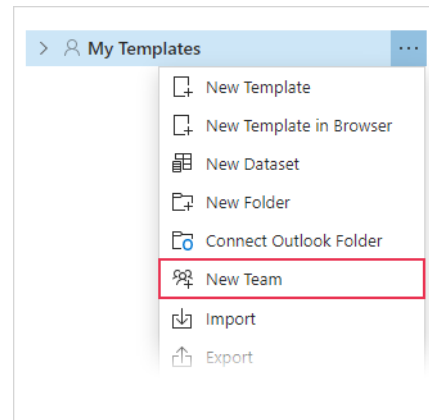 My Templates
New Template
New Template in Browser
New Dataset
New Folder
Connect Outlook Folder
New Team
Import
Export